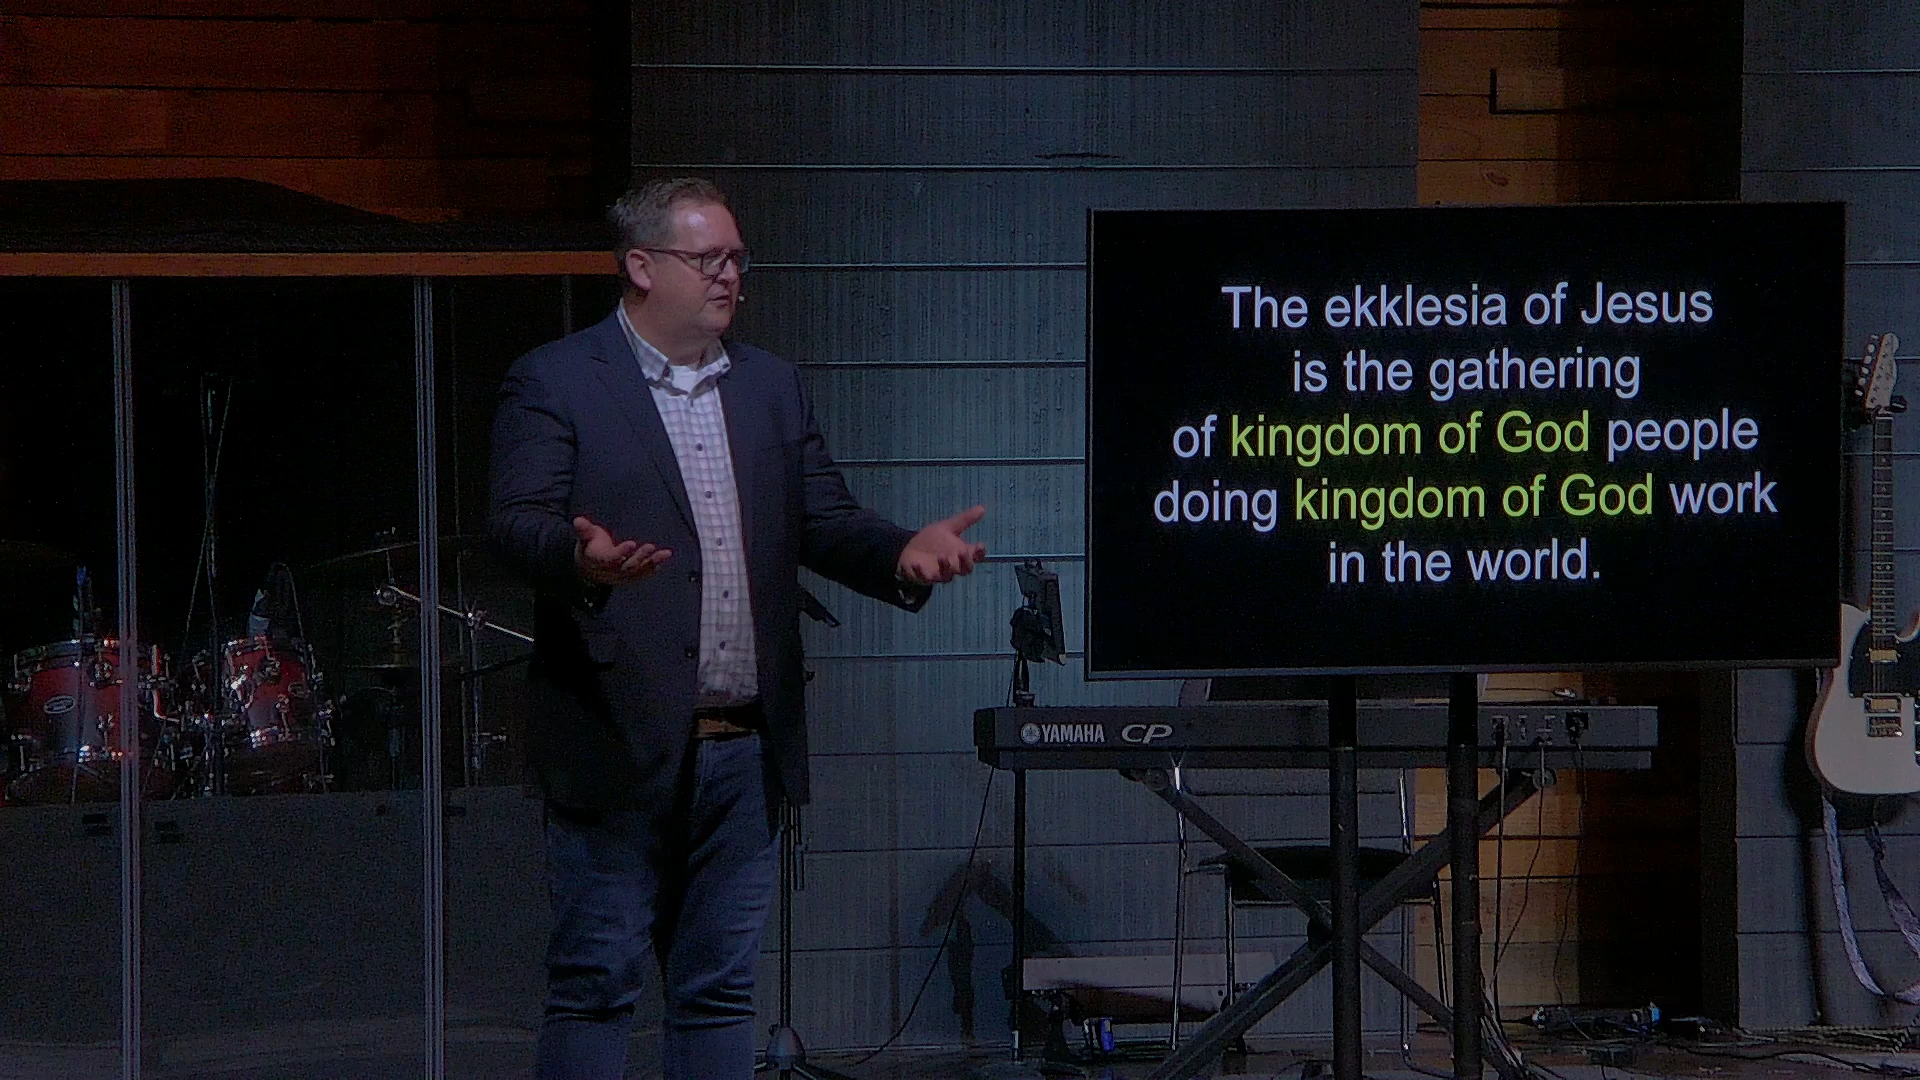 The ekklesia of Jesus
is the gathering
of kingdom of God people
doing kingdom of God work
in the world.
YAMAHA CP